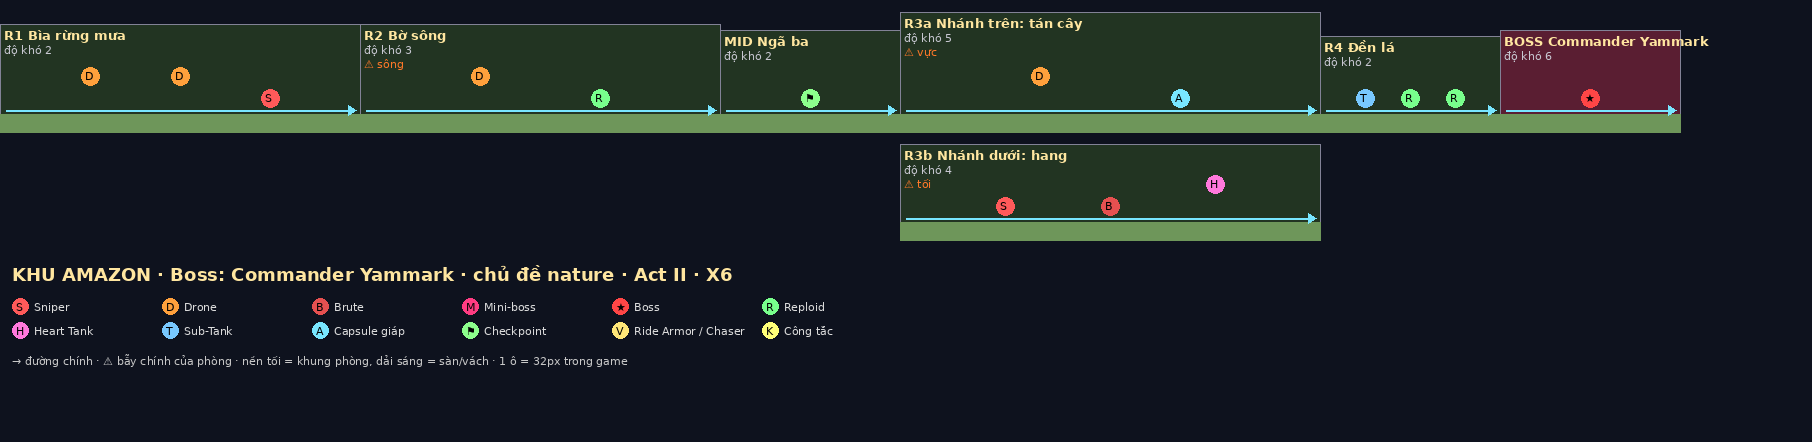 R1 Bìa rừng mưa
độ khó 2
D
D
S
R2 Bờ sông
độ khó 3
⚠ sông
D
R
MID Ngã ba
độ khó 2
⚑
R3a Nhánh trên: tán cây
độ khó 5
⚠ vực
D
A
R4 Đền lá
độ khó 2
T
R
R
BOSS Commander Yammark
độ khó 6
★
R3b Nhánh dưới: hang
độ khó 4
⚠ tối
S
B
H
KHU AMAZON · Boss: Commander Yammark · chủ đề nature · Act II · X6
S Sniper
D Drone
B Brute
M Mini-boss
★ Boss
R Reploid
H Heart Tank
T Sub-Tank
A Capsule giáp
⚑ Checkpoint
V Ride Armor / Chaser
K Công tắc
→ đường chính · ⚠ bẫy chính của phòng · nền tối = khung phòng, dải sáng = sàn/vách · 1 ô = 32px trong game